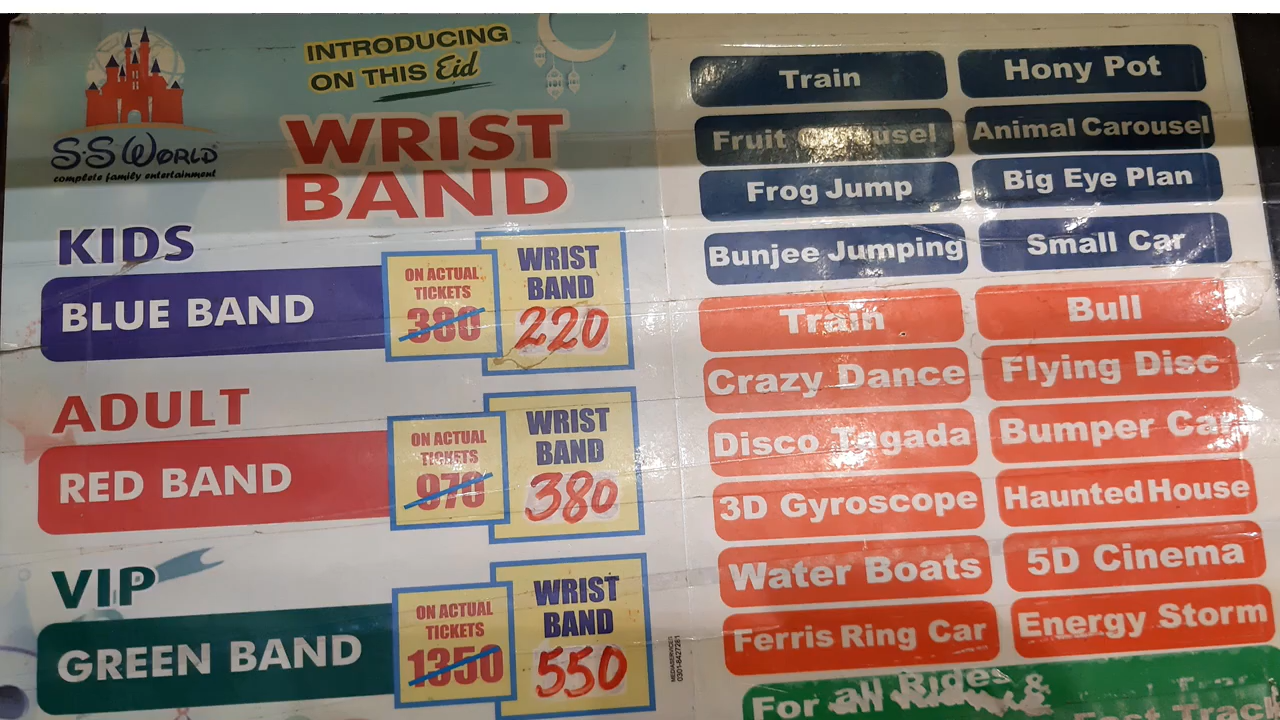 INTRODUCING
ON THIS Eid
S·S WORLD
complete family entertainment
WRIST
BAND
KIDS
BLUE BAND
ON ACTUAL
TICKETS
380
WRIST
BAND
220
ADULT
RED BAND
ON ACTUAL
TICKETS
970
WRIST
BAND
380
VIP
GREEN BAND
ON ACTUAL
TICKETS
1350
WRIST
BAND
550
Train
Hony Pot
Fruit Carousel
Animal Carousel
Frog Jump
Big Eye Plan
Bunjee Jumping
Small Car
Train
Bull
Crazy Dance
Flying Disc
Disco Tagada
Bumper Car
3D Gyroscope
Haunted House
Water Boats
5D Cinema
Ferris Ring Car
Energy Storm
For all Rides &